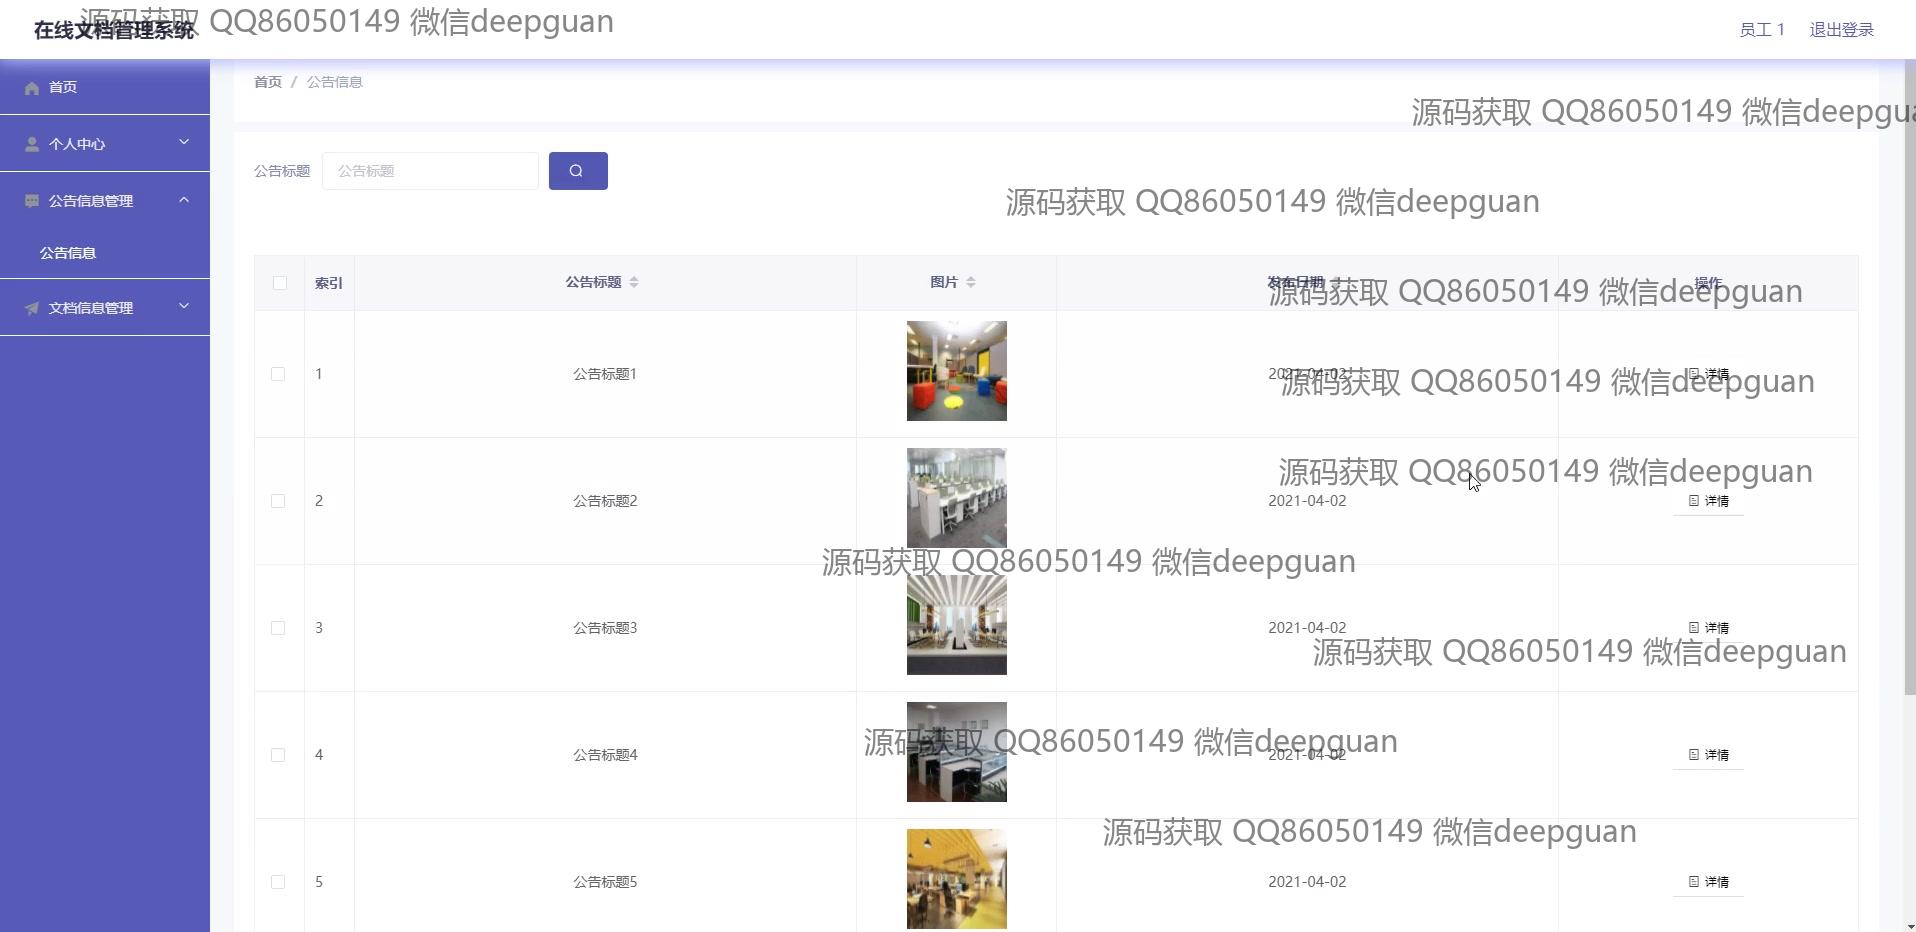 在线文档管理系统
源码获取 QQ86050149 微信deepguan
员工 1
退出登录
首页
个人中心
公告信息管理
公告信息
文档信息管理
首页 / 公告信息
源码获取 QQ86050149 微信deepgua
公告标题
公告标题
源码获取 QQ86050149 微信deepguan
索引 公告标题 图片 发布日期 操作
源码获取 QQ86050149 微信deepguan
1 公告标题1 2021-04-02 详情
源码获取 QQ86050149 微信deepguan
源码获取 QQ86050149 微信deepguan
2 公告标题2 2021-04-02 详情
源码获取 QQ86050149 微信deepguan
3 公告标题3 2021-04-02 详情
源码获取 QQ86050149 微信deepguan
源码获取 QQ86050149 微信deepguan
4 公告标题4 2021-04-02 详情
源码获取 QQ86050149 微信deepguan
5 公告标题5 2021-04-02 详情